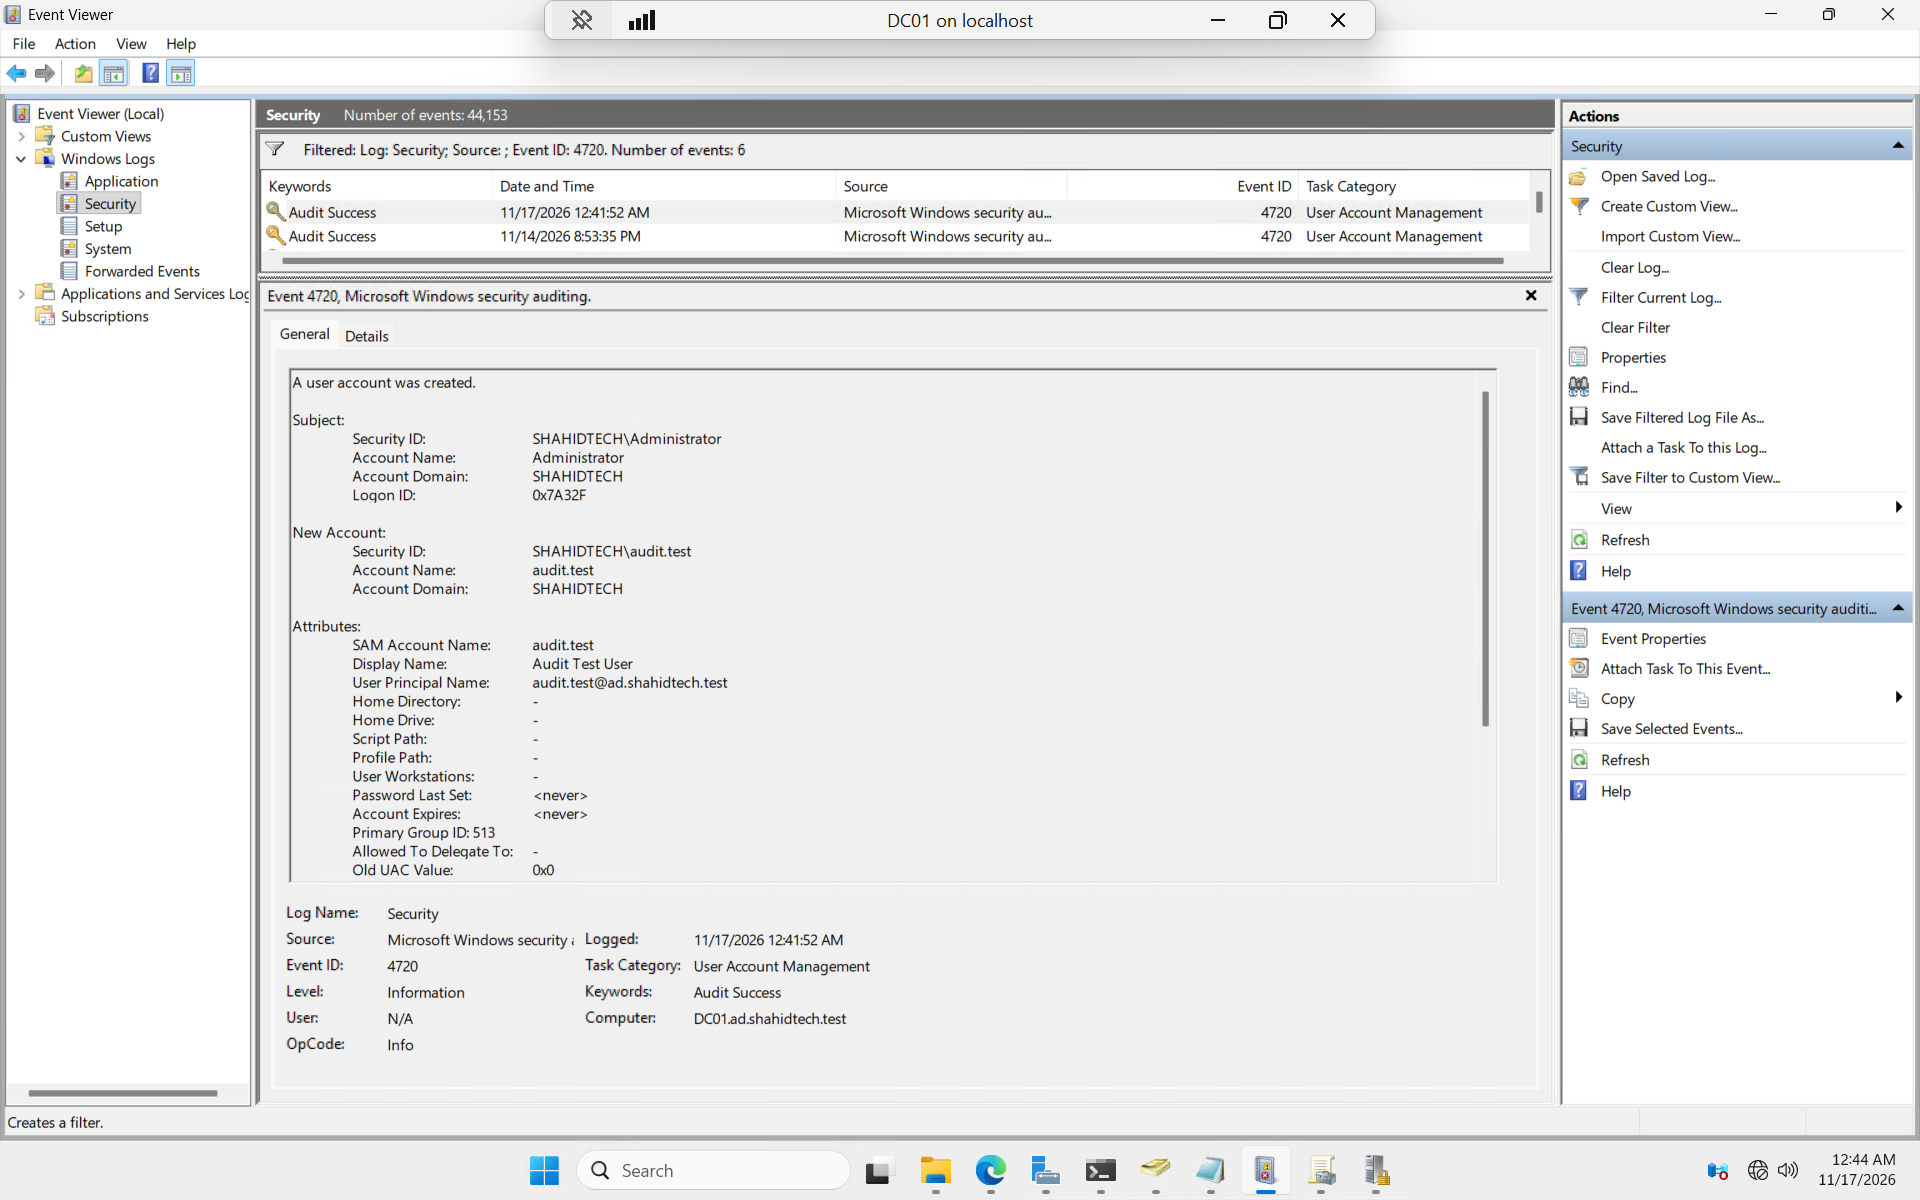 Event Viewer
DC01 on localhost
File Action View Help
Event Viewer (Local)
Custom Views
Windows Logs
Application
Security
Setup
System
Forwarded Events
Applications and Services Log
Subscriptions
Security Number of events: 44,153
Filtered: Log: Security; Source: ; Event ID: 4720. Number of events: 6
Keywords Date and Time Source Event ID Task Category
Audit Success 11/17/2026 12:41:52 AM Microsoft Windows security au... 4720 User Account Management
Audit Success 11/14/2026 8:53:35 PM Microsoft Windows security au... 4720 User Account Management
Event 4720, Microsoft Windows security auditing.
General Details
A user account was created.
Subject:
Security ID: SHAHIDTECH\Administrator
Account Name: Administrator
Account Domain: SHAHIDTECH
Logon ID: 0x7A32F
New Account:
Security ID: SHAHIDTECH\audit.test
Account Name: audit.test
Account Domain: SHAHIDTECH
Attributes:
SAM Account Name: audit.test
Display Name: Audit Test User
User Principal Name: audit.test@ad.shahidtech.test
Home Directory: -
Home Drive: -
Script Path: -
Profile Path: -
User Workstations: -
Password Last Set: <never>
Account Expires: <never>
Primary Group ID: 513
Allowed To Delegate To: -
Old UAC Value: 0x0
Log Name: Security
Source: Microsoft Windows security Logged: 11/17/2026 12:41:52 AM
Event ID: 4720 Task Category: User Account Management
Level: Information Keywords: Audit Success
User: N/A Computer: DC01.ad.shahidtech.test
OpCode: Info
Actions
Security
Open Saved Log...
Create Custom View...
Import Custom View...
Clear Log...
Filter Current Log...
Clear Filter
Properties
Find...
Save Filtered Log File As...
Attach a Task To this Log...
Save Filter to Custom View...
View
Refresh
Help
Event 4720, Microsoft Windows security auditi...
Event Properties
Attach Task To This Event...
Copy
Save Selected Events...
Refresh
Help
Creates a filter.
Search
12:44 AM
11/17/2026